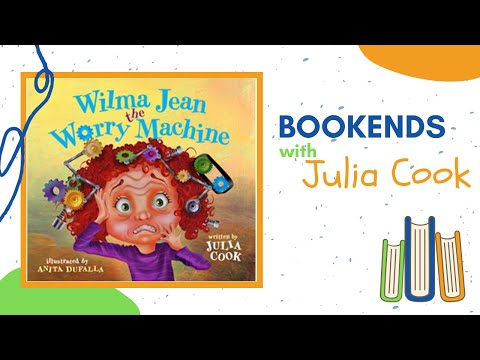 Wilma Jean
the
Worry Machine
written by
JULIA
COOK
illustrated by
ANITA DUFALLA
BOOKENDS
with
Julia Cook